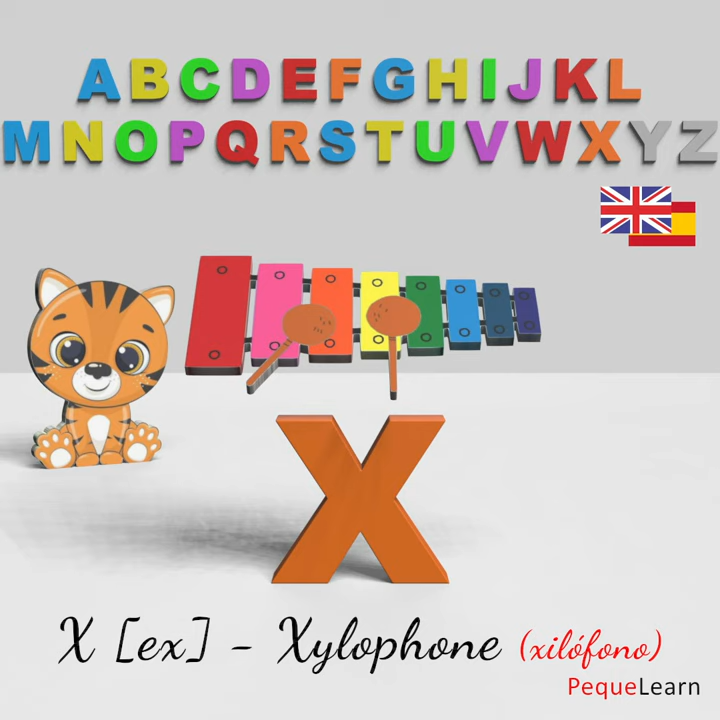 ABCDEFGHIJKL
MNOPQRSTUVWXYZ
X
X [ex] - Xylophone (xilófono)
PequeLearn